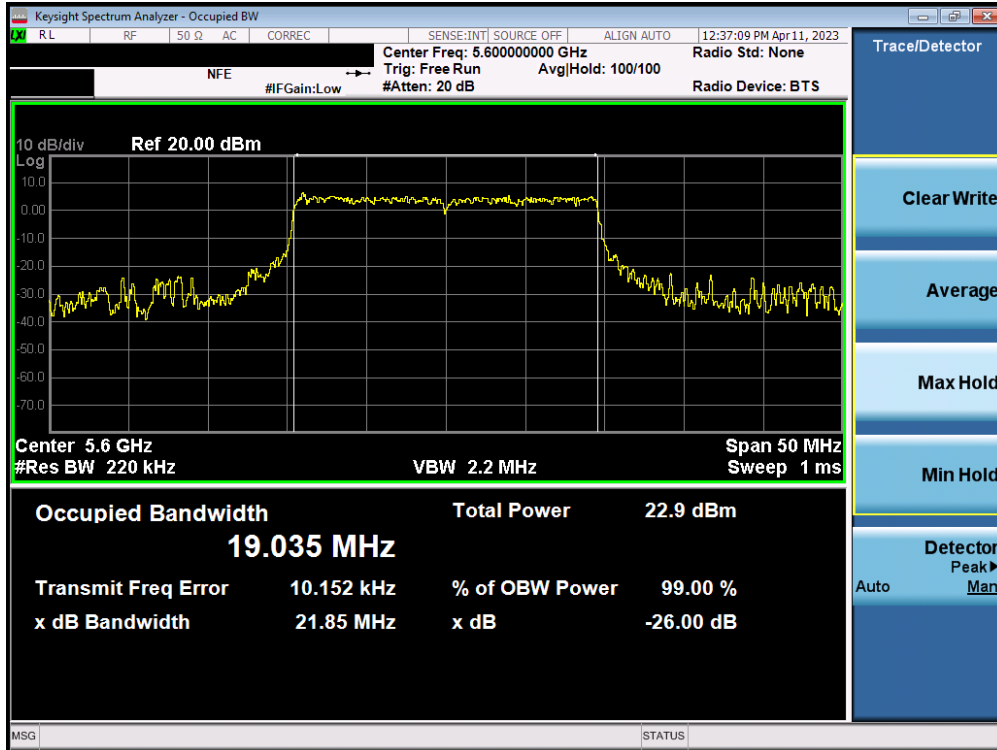 Keysight Spectrum Analyzer - Occupied BW
LXI RL RF 50 Ω AC CORREC SENSE:INT SOURCE OFF ALIGN AUTO 12:37:09 PM Apr 11, 2023
Center Freq: 5.600000000 GHz Radio Std: None
NFE Trig: Free Run Avg|Hold: 100/100
#IFGain:Low #Atten: 20 dB Radio Device: BTS
Trace/Detector
10 dB/div Ref 20.00 dBm
Log
10.0
0.00
-10.0
-20.0
-30.0
-40.0
-50.0
-60.0
-70.0
Center 5.6 GHz Span 50 MHz
#Res BW 220 kHz VBW 2.2 MHz Sweep 1 ms
Occupied Bandwidth Total Power 22.9 dBm
19.035 MHz
Transmit Freq Error 10.152 kHz % of OBW Power 99.00 %
x dB Bandwidth 21.85 MHz x dB -26.00 dB
Clear Write
Average
Max Hold
Min Hold
Detector
Peak▶
Auto Man
MSG STATUS